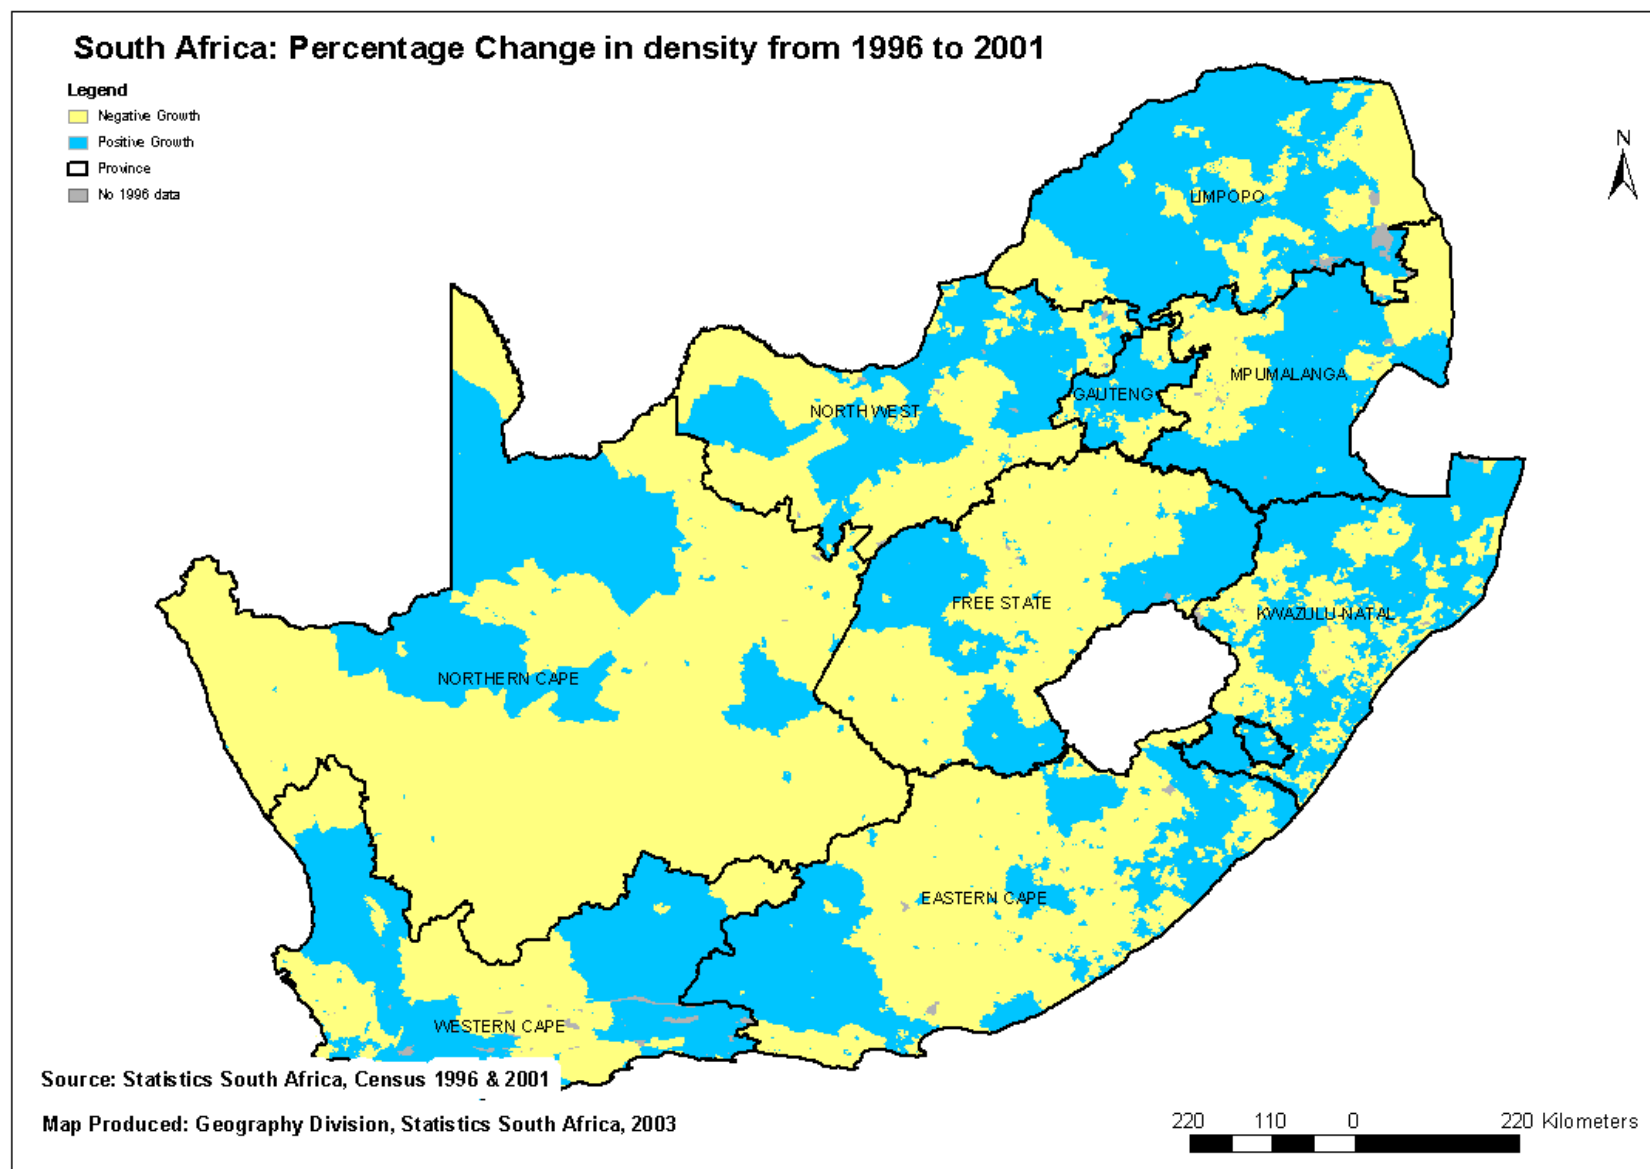 South Africa: Percentage Change in density from 1996 to 2001
Legend
Negative Growth
Positive Growth
Province
No 1996 data
N
LIMPOPO
MPUMALANGA
GAUTENG
NORTH WEST
FREE STATE
KWAZULU-NATAL
NORTHERN CAPE
EASTERN CAPE
WESTERN CAPE
Source: Statistics South Africa, Census 1996 & 2001
Map Produced: Geography Division, Statistics South Africa, 2003
220 110 0 220 Kilometers